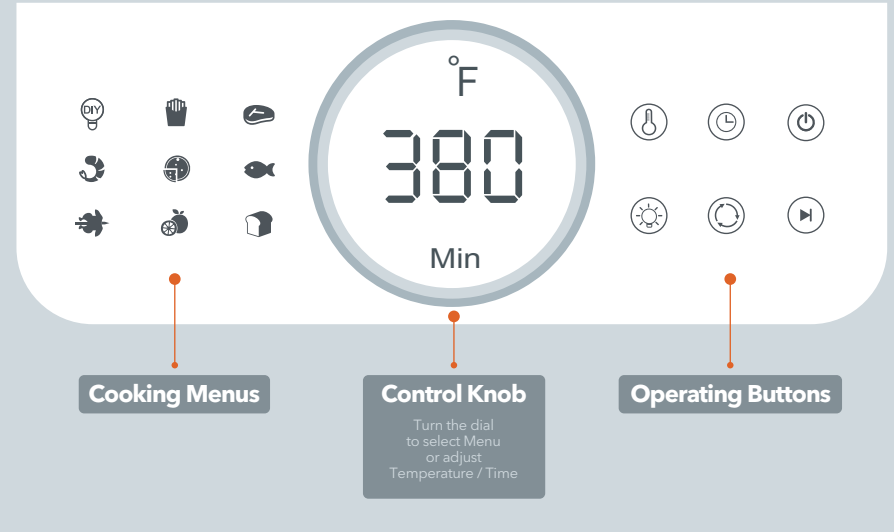 DIY
°F
380
Min
Cooking Menus
Control Knob
Turn the dial
to select Menu
or adjust
Temperature / Time
Operating Buttons